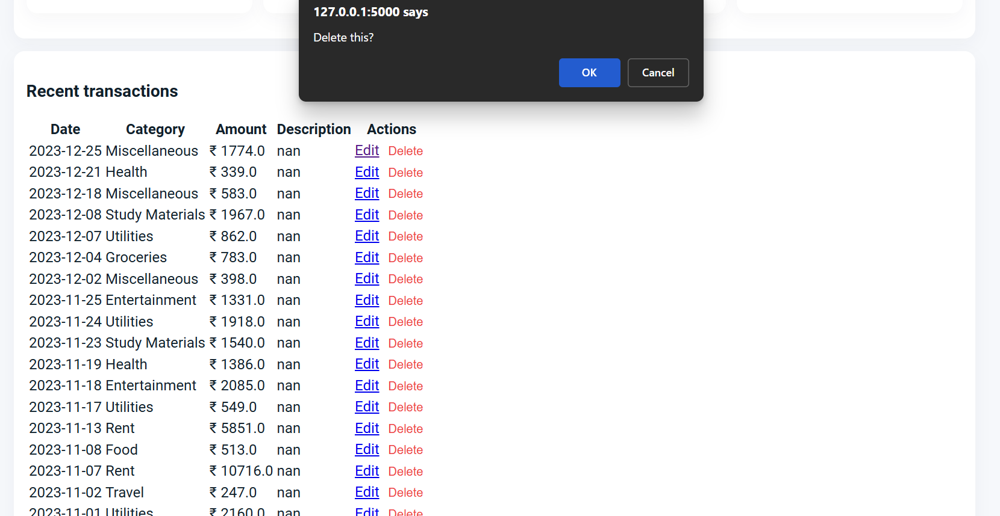 127.0.0.1:5000 says
Delete this?
OK Cancel
Recent transactions
Date Category Amount Description Actions
2023-12-25 Miscellaneous ₹ 1774.0 nan Edit Delete
2023-12-21 Health ₹ 339.0 nan Edit Delete
2023-12-18 Miscellaneous ₹ 583.0 nan Edit Delete
2023-12-08 Study Materials ₹ 1967.0 nan Edit Delete
2023-12-07 Utilities ₹ 862.0 nan Edit Delete
2023-12-04 Groceries ₹ 783.0 nan Edit Delete
2023-12-02 Miscellaneous ₹ 398.0 nan Edit Delete
2023-11-25 Entertainment ₹ 1331.0 nan Edit Delete
2023-11-24 Utilities ₹ 1918.0 nan Edit Delete
2023-11-23 Study Materials ₹ 1540.0 nan Edit Delete
2023-11-19 Health ₹ 1386.0 nan Edit Delete
2023-11-18 Entertainment ₹ 2085.0 nan Edit Delete
2023-11-17 Utilities ₹ 549.0 nan Edit Delete
2023-11-13 Rent ₹ 5851.0 nan Edit Delete
2023-11-08 Food ₹ 513.0 nan Edit Delete
2023-11-07 Rent ₹ 10716.0 nan Edit Delete
2023-11-02 Travel ₹ 247.0 nan Edit Delete
2023-11-01 Utilities ₹ 2160.0 nan Edit Delete